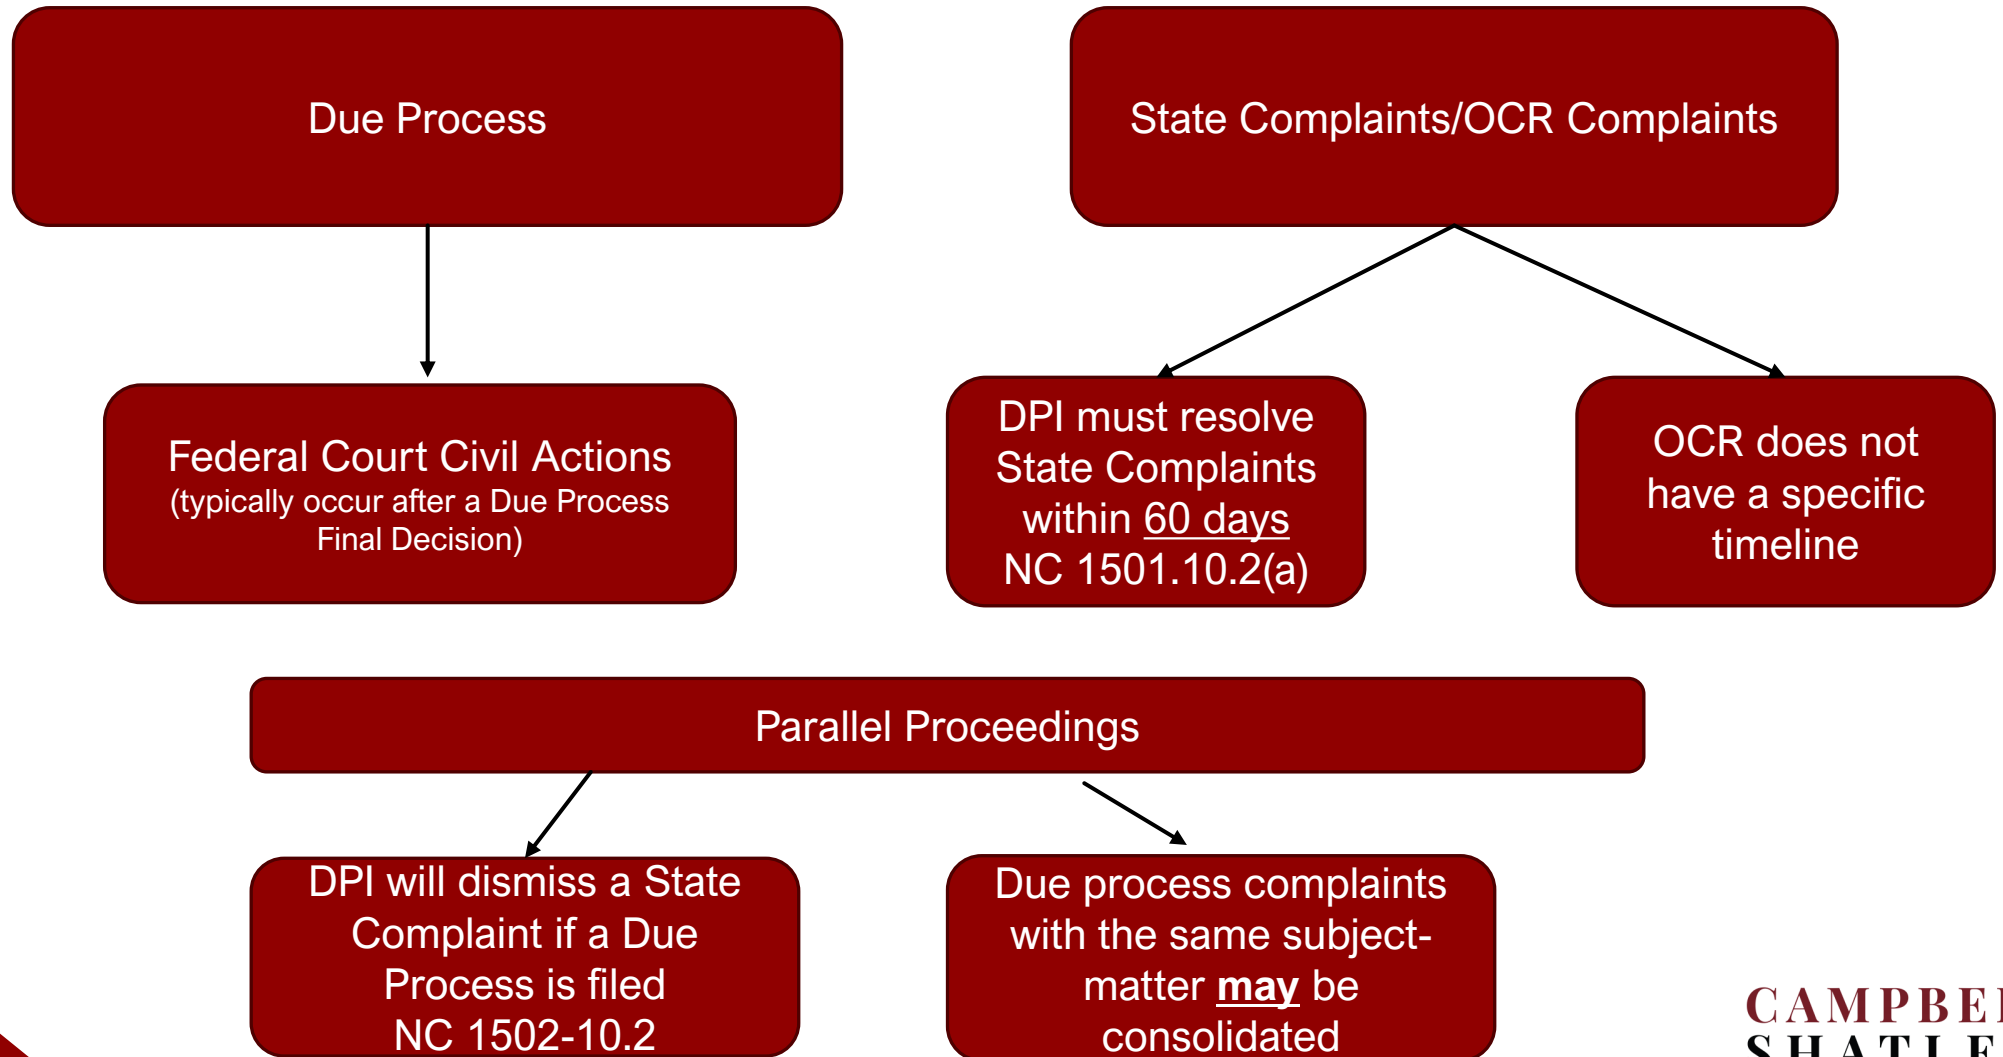 Due Process
State Complaints/OCR Complaints
Federal Court Civil Actions
(typically occur after a Due Process
Final Decision)
DPI must resolve
State Complaints
within 60 days
NC 1501.10.2(a)
OCR does not
have a specific
timeline
Parallel Proceedings
DPI will dismiss a State
Complaint if a Due
Process is filed
NC 1502-10.2
Due process complaints
with the same subject-
matter may be
consolidated